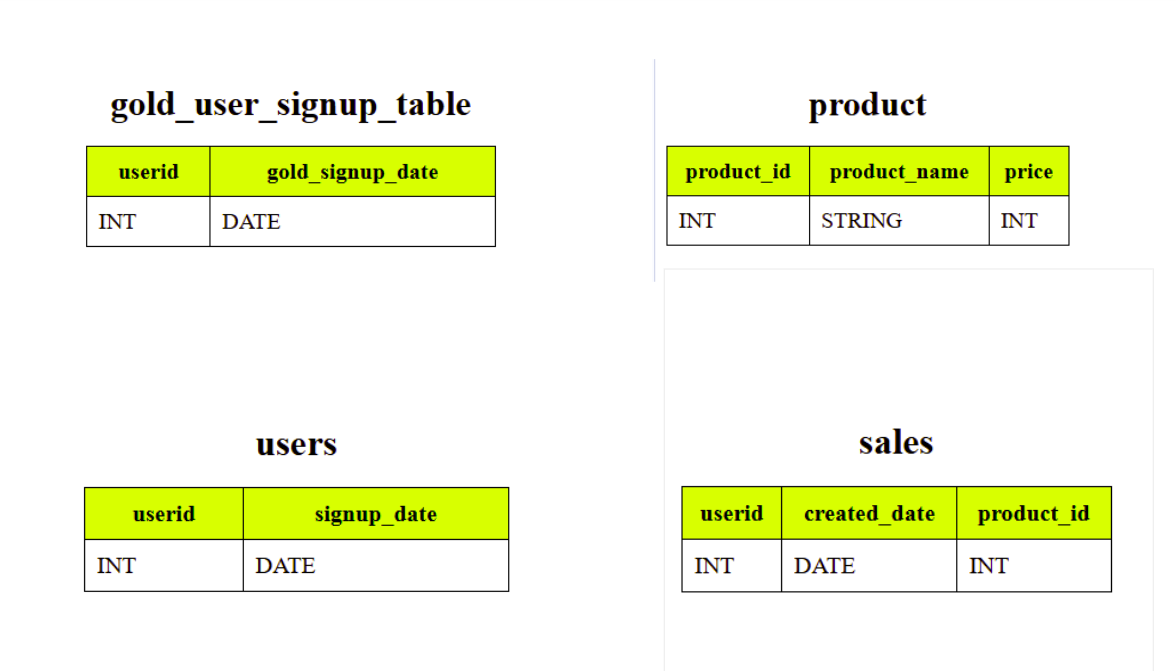 gold_user_signup_table
userid gold_signup_date
INT DATE
product
product_id product_name price
INT STRING INT
users
userid signup_date
INT DATE
sales
userid created_date product_id
INT DATE INT